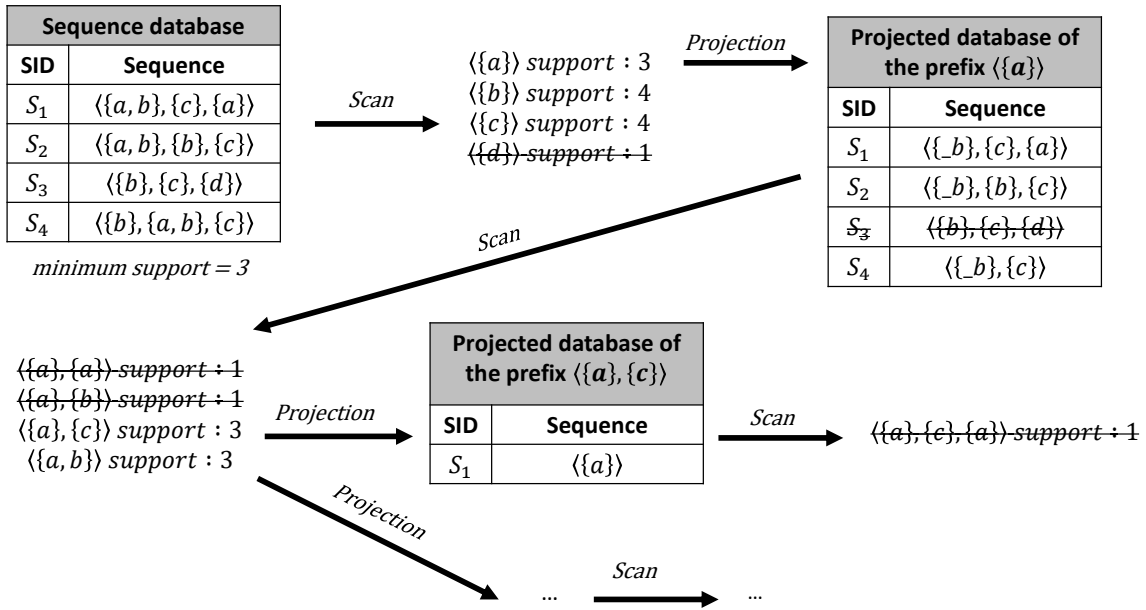 Sequence database
SID Sequence
S₁ ⟨{a, b}, {c}, {a}⟩
S₂ ⟨{a, b}, {b}, {c}⟩
S₃ ⟨{b}, {c}, {d}⟩
S₄ ⟨{b}, {a, b}, {c}⟩
minimum support = 3
Scan
⟨{a}⟩ support : 3
⟨{b}⟩ support : 4
⟨{c}⟩ support : 4
⟨{d}⟩ support : 1
Projection
Projected database of
the prefix ⟨{a}⟩
SID Sequence
S₁ ⟨{_b}, {c}, {a}⟩
S₂ ⟨{_b}, {b}, {c}⟩
S₃ ⟨{b}, {c}, {d}⟩
S₄ ⟨{_b}, {c}⟩
Scan
⟨{a}, {a}⟩ support : 1
⟨{a}, {b}⟩ support : 1
⟨{a}, {c}⟩ support : 3
⟨{a, b}⟩ support : 3
Projection
Projected database of
the prefix ⟨{a}, {c}⟩
SID Sequence
S₁ ⟨{a}⟩
Scan
⟨{a}, {c}, {a}⟩ support : 1
Projection
...
Scan
...